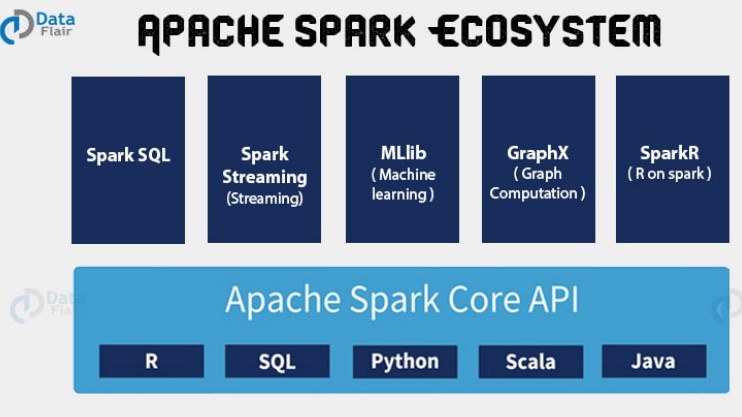 Data
Flair
APACHE SPARK ECOSYSTEM
Spark SQL
Spark
Streaming
(Streaming)
MLlib
( Machine
learning )
GraphX
( Graph
Computation )
SparkR
( R on spark )
Data
Flair
Apache Spark Core API
R
SQL
Python
Scala
Java